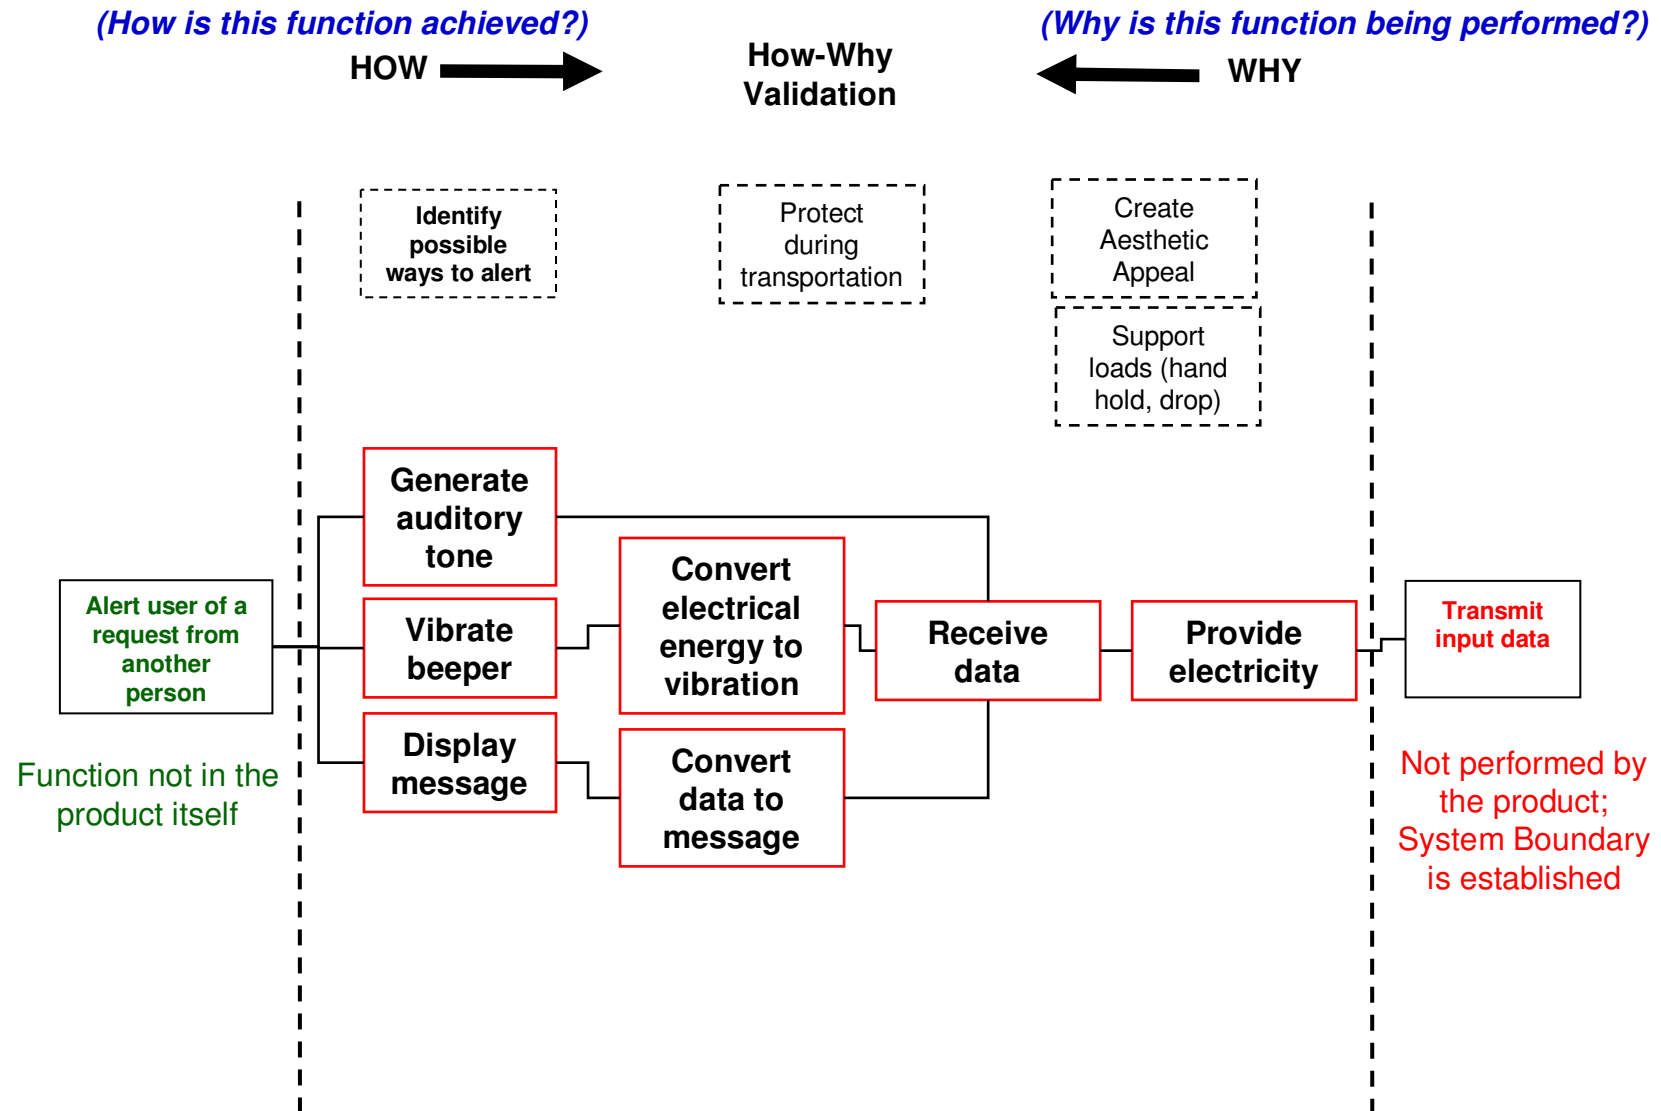 (How is this function achieved?)
(Why is this function being performed?)
HOW
How-Why
Validation
WHY
Identify
possible
ways to alert
Protect
during
transportation
Create
Aesthetic
Appeal
Support
loads (hand
hold, drop)
Generate
auditory
tone
Convert
electrical
energy to
vibration
Alert user of a
request from
another
person
Vibrate
beeper
Receive
data
Provide
electricity
Transmit
input data
Display
message
Convert
data to
message
Function not in the
product itself
Not performed by
the product;
System Boundary
is established